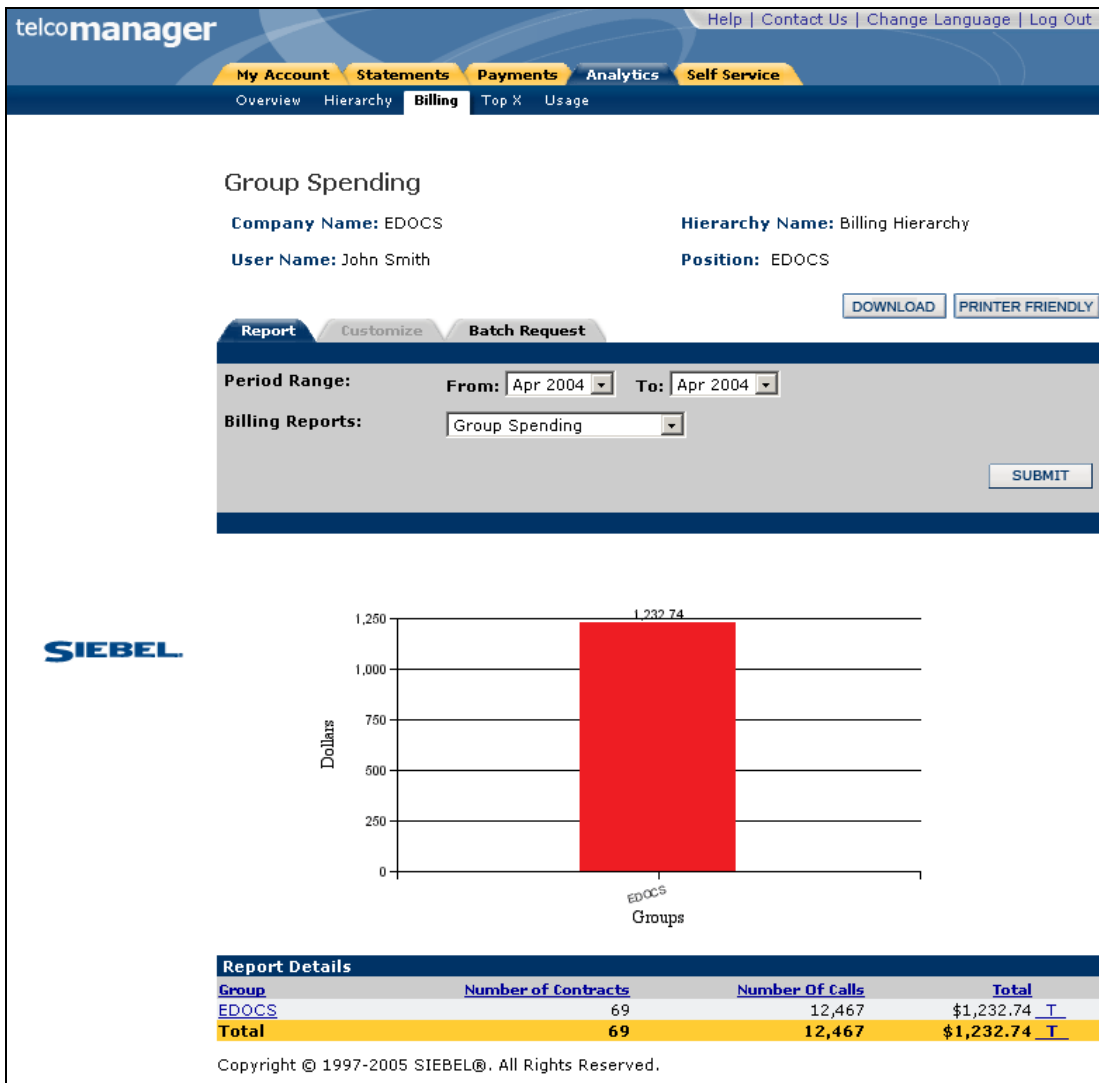 telcomanager
Help | Contact Us | Change Language | Log Out
My Account Statements Payments Analytics Self Service
Overview Hierarchy Billing Top X Usage
Group Spending
Company Name: EDOCS Hierarchy Name: Billing Hierarchy
User Name: John Smith Position: EDOCS
DOWNLOAD PRINTER FRIENDLY
Report Customize Batch Request
Period Range: From: Apr 2004 To: Apr 2004
Billing Reports: Group Spending
SUBMIT
SIEBEL.
1,232.74
1,250
1,000
750
500
250
0
Dollars
EDOCS
Groups
Report Details
Group Number of Contracts Number Of Calls Total
EDOCS 69 12,467 $1,232.74 T
Total 69 12,467 $1,232.74 T
Copyright © 1997-2005 SIEBEL®. All Rights Reserved.